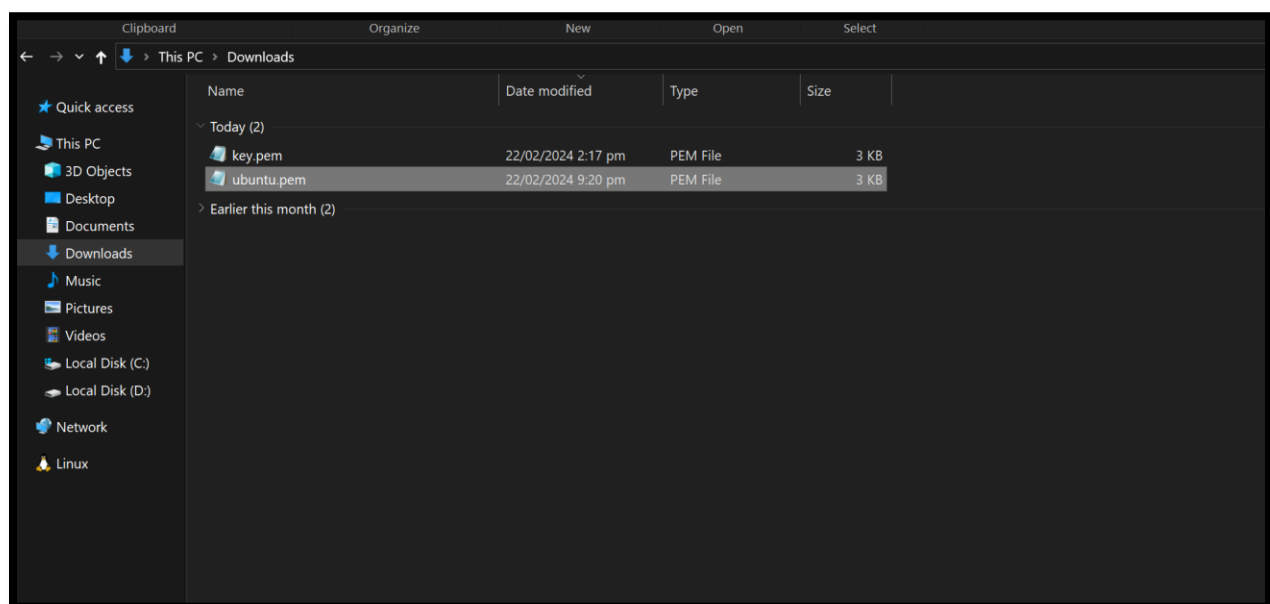 Clipboard Organize New Open Select
This PC > Downloads
Name Date modified Type Size
Quick access
Today (2)
This PC
key.pem 22/02/2024 2:17 pm PEM File 3 KB
3D Objects
ubuntu.pem 22/02/2024 9:20 pm PEM File 3 KB
Desktop
Earlier this month (2)
Documents
Downloads
Music
Pictures
Videos
Local Disk (C:)
Local Disk (D:)
Network
Linux